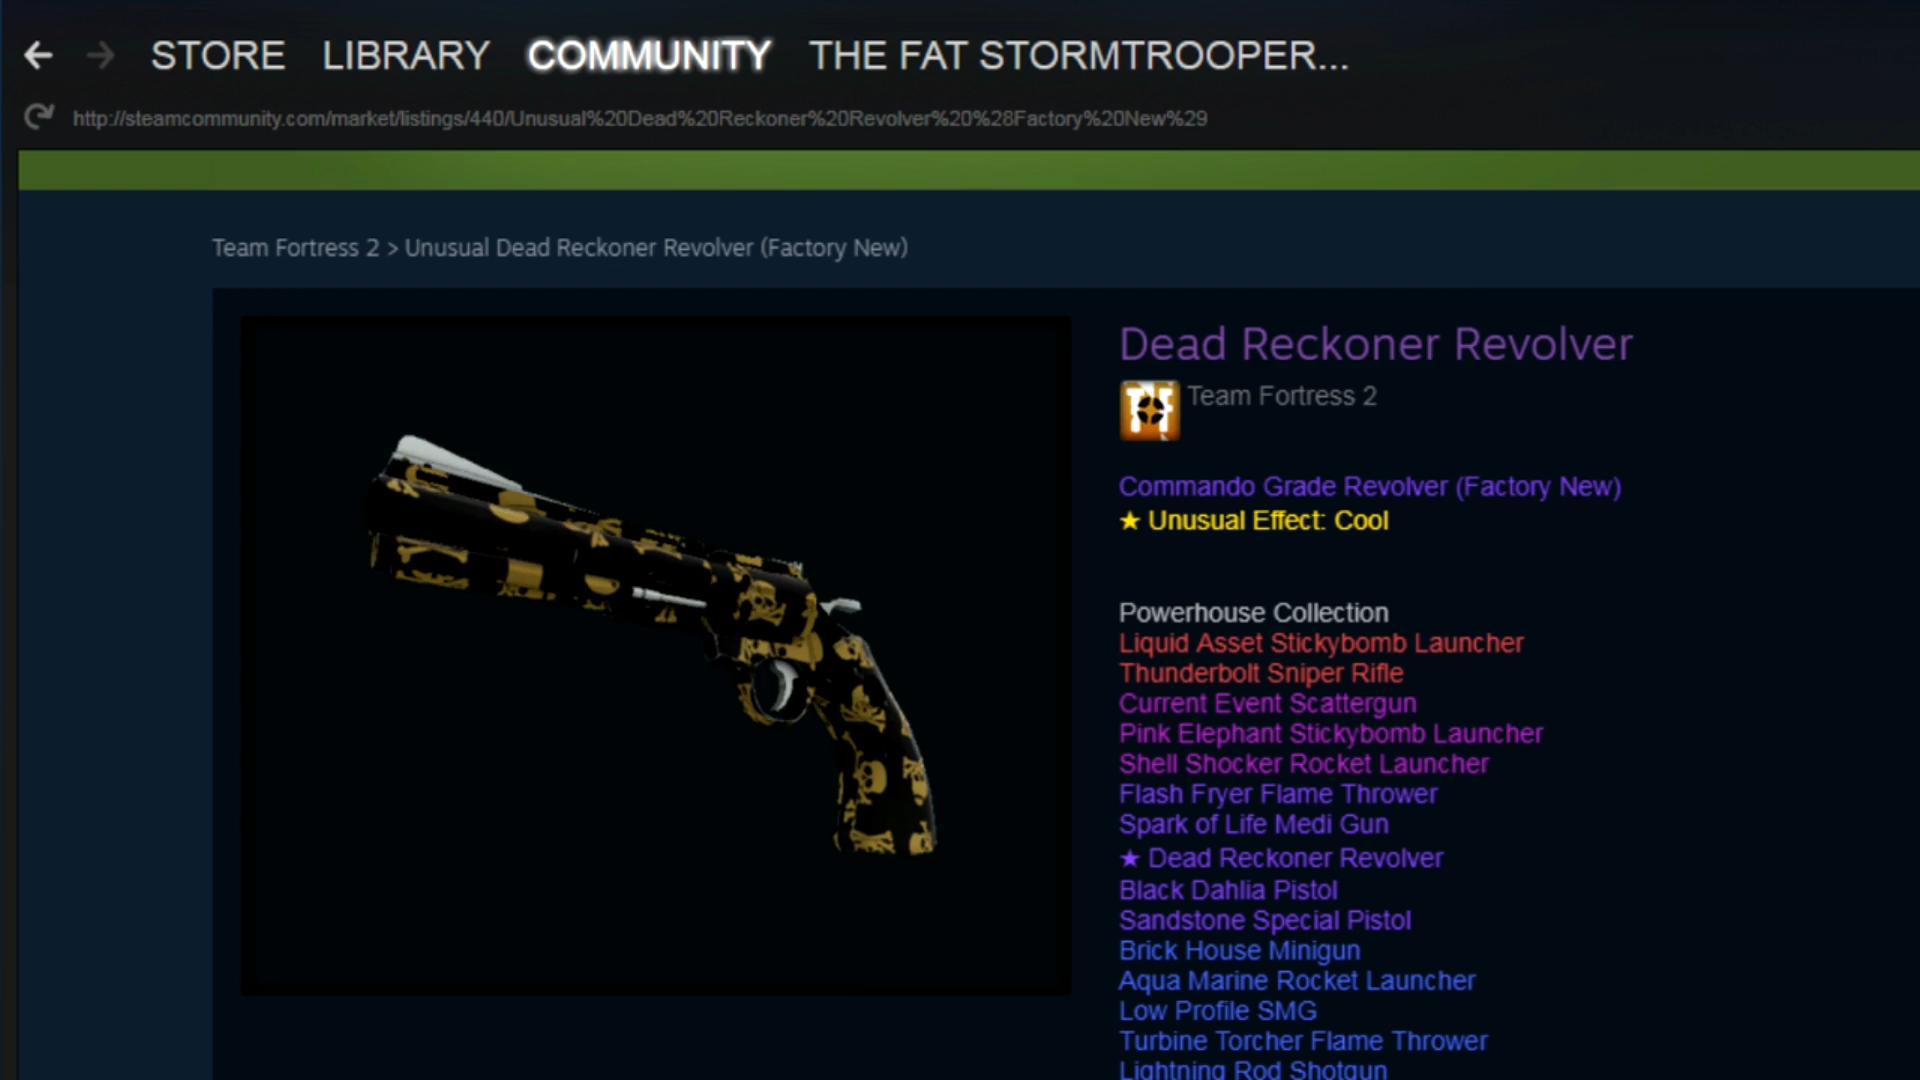 STORE LIBRARY COMMUNITY THE FAT STORMTROOPER...
http://steamcommunity.com/market/listings/440/Unusual%20Dead%20Reckoner%20Revolver%20%28Factory%20New%29
Team Fortress 2 > Unusual Dead Reckoner Revolver (Factory New)
Dead Reckoner Revolver
Team Fortress 2
Commando Grade Revolver (Factory New)
★ Unusual Effect: Cool
Powerhouse Collection
Liquid Asset Stickybomb Launcher
Thunderbolt Sniper Rifle
Current Event Scattergun
Pink Elephant Stickybomb Launcher
Shell Shocker Rocket Launcher
Flash Fryer Flame Thrower
Spark of Life Medi Gun
★ Dead Reckoner Revolver
Black Dahlia Pistol
Sandstone Special Pistol
Brick House Minigun
Aqua Marine Rocket Launcher
Low Profile SMG
Turbine Torcher Flame Thrower
Lightning Rod Shotgun